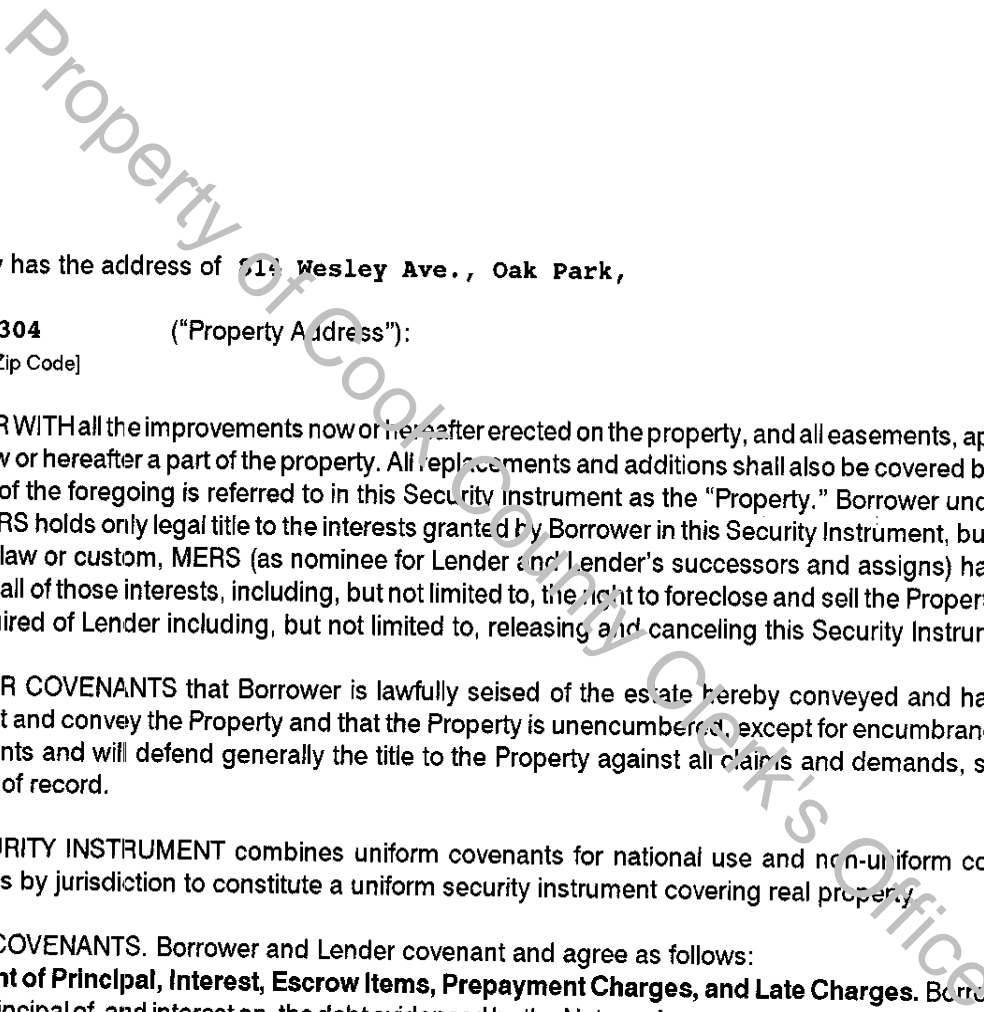 Property of Cook County Clerk's Office
has the address of Wesley Ave., Oak Park,
304 ("Property Address"):
Zip Code]
R WITH all the improvements now or hereafter erected on the property, and all easements, ap
w or hereafter a part of the property. All replacements and additions shall also be covered b
of the foregoing is referred to in this Security Instrument as the “Property.” Borrower und
RS holds only legal title to the interests granted by Borrower in this Security Instrument, bu
law or custom, MERS (as nominee for Lender and Lender’s successors and assigns) ha
all of those interests, including, but not limited to, the right to foreclose and sell the Proper
ired of Lender including, but not limited to, releasing and canceling this Security Instrur
R COVENANTS that Borrower is lawfully seised of the estate hereby conveyed and ha
t and convey the Property and that the Property is unencumbered, except for encumbran
nts and will defend generally the title to the Property against all claims and demands, s
of record.
URITY INSTRUMENT combines uniform covenants for national use and non-uniform co
s by jurisdiction to constitute a uniform security instrument covering real property.
COVENANTS. Borrower and Lender covenant and agree as follows:
nt of Principal, Interest, Escrow Items, Prepayment Charges, and Late Charges. Borro
incipal of, and interest on, the debt evidenced by the